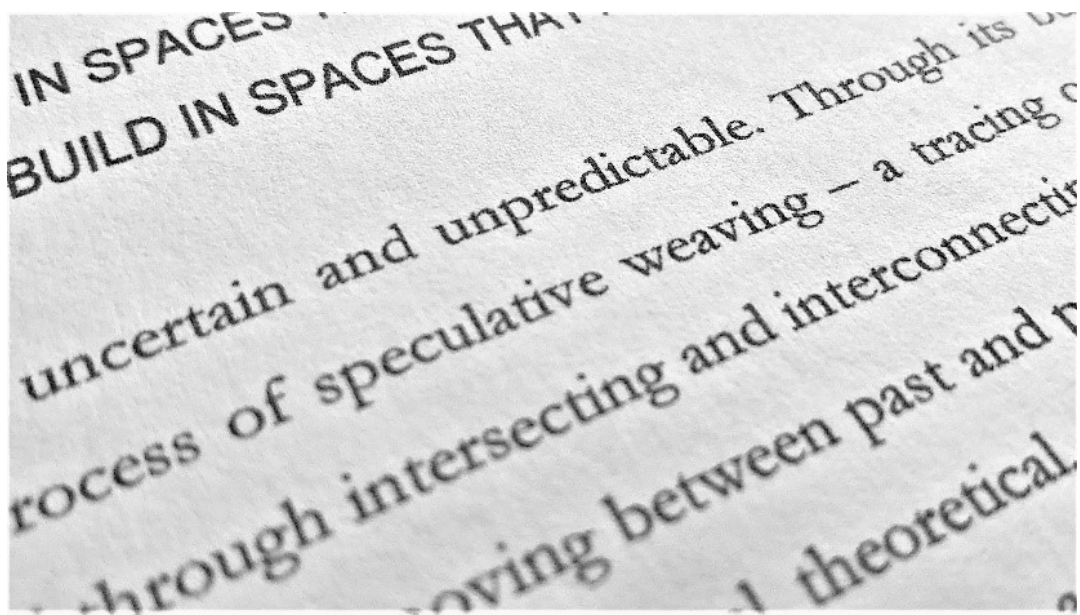 IN SPACES
BUILD IN SPACES THAT
uncertain and unpredictable. Through its
rocess of speculative weaving – a tracing
through intersecting and interconnectin
oving between past and p
theoretical.